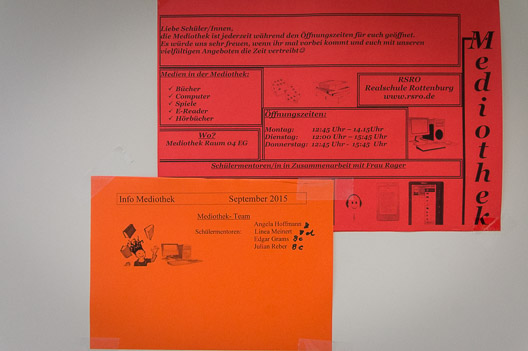 Liebe Schüler/Innen,
die Mediothek ist jederzeit während den Öffnungszeiten für euch geöffnet.
Es würde uns sehr freuen, wenn ihr mal vorbei kommt und euch mit unseren
vielfältigen Angeboten die Zeit vertreibt☺
Medien in der Mediothek:
✓ Bücher
✓ Computer
✓ Spiele
✓ E-Reader
✓ Hörbücher
RSRO
Realschule Rottenburg
www.rsro.de
Wo?
Mediothek Raum 04 EG
Öffnungszeiten:
Montag: 12:45 Uhr – 14.15Uhr
Dienstag: 12:00 Uhr – 15:45 Uhr
Donnerstag: 12:45 Uhr - 15:45 Uhr
Schülermentoren/in in Zusammenarbeit mit Frau Rager
Mediothek
Info Mediothek September 2015
Mediothek-Team
Angela Hoffmann
Schülermentoren: Linea Meinert
Edgar Grams 8c
Julian Reber 8c